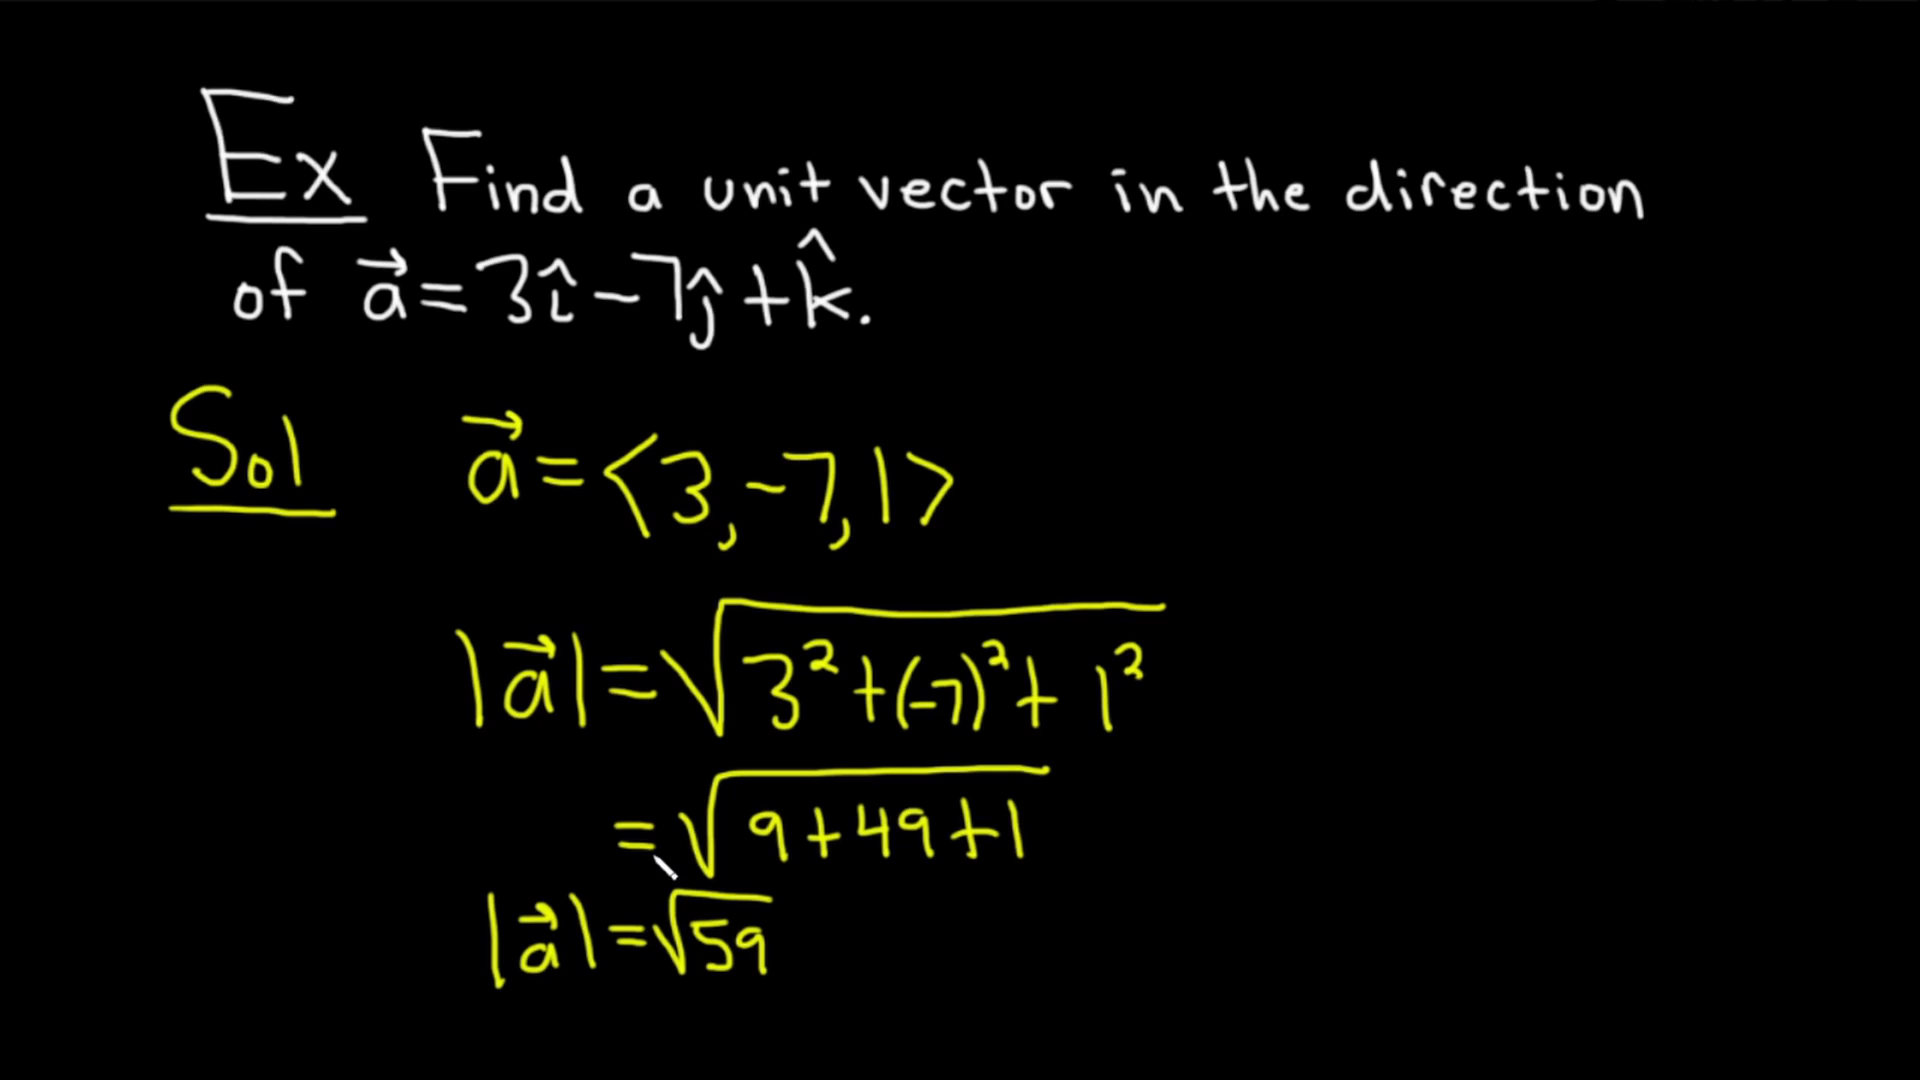 Ex Find a unit vector in the direction
of a⃗ = 3î - 7ĵ + k̂.
Sol a⃗ = <3, -7, 1>
|a⃗| = √(3² + (-7)² + 1²)
= √(9 + 49 + 1)
|a⃗| = √59